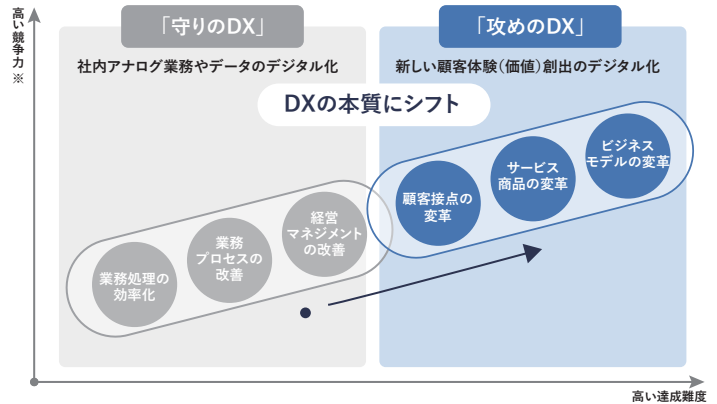 高い競争力 ※
「守りのDX」
「攻めのDX」
社内アナログ業務やデータのデジタル化
新しい顧客体験（価値）創出のデジタル化
DXの本質にシフト
業務処理の
効率化
業務
プロセスの
改善
経営
マネジメント
の改善
顧客接点の
変革
サービス
商品の変革
ビジネス
モデルの変革
高い達成難度